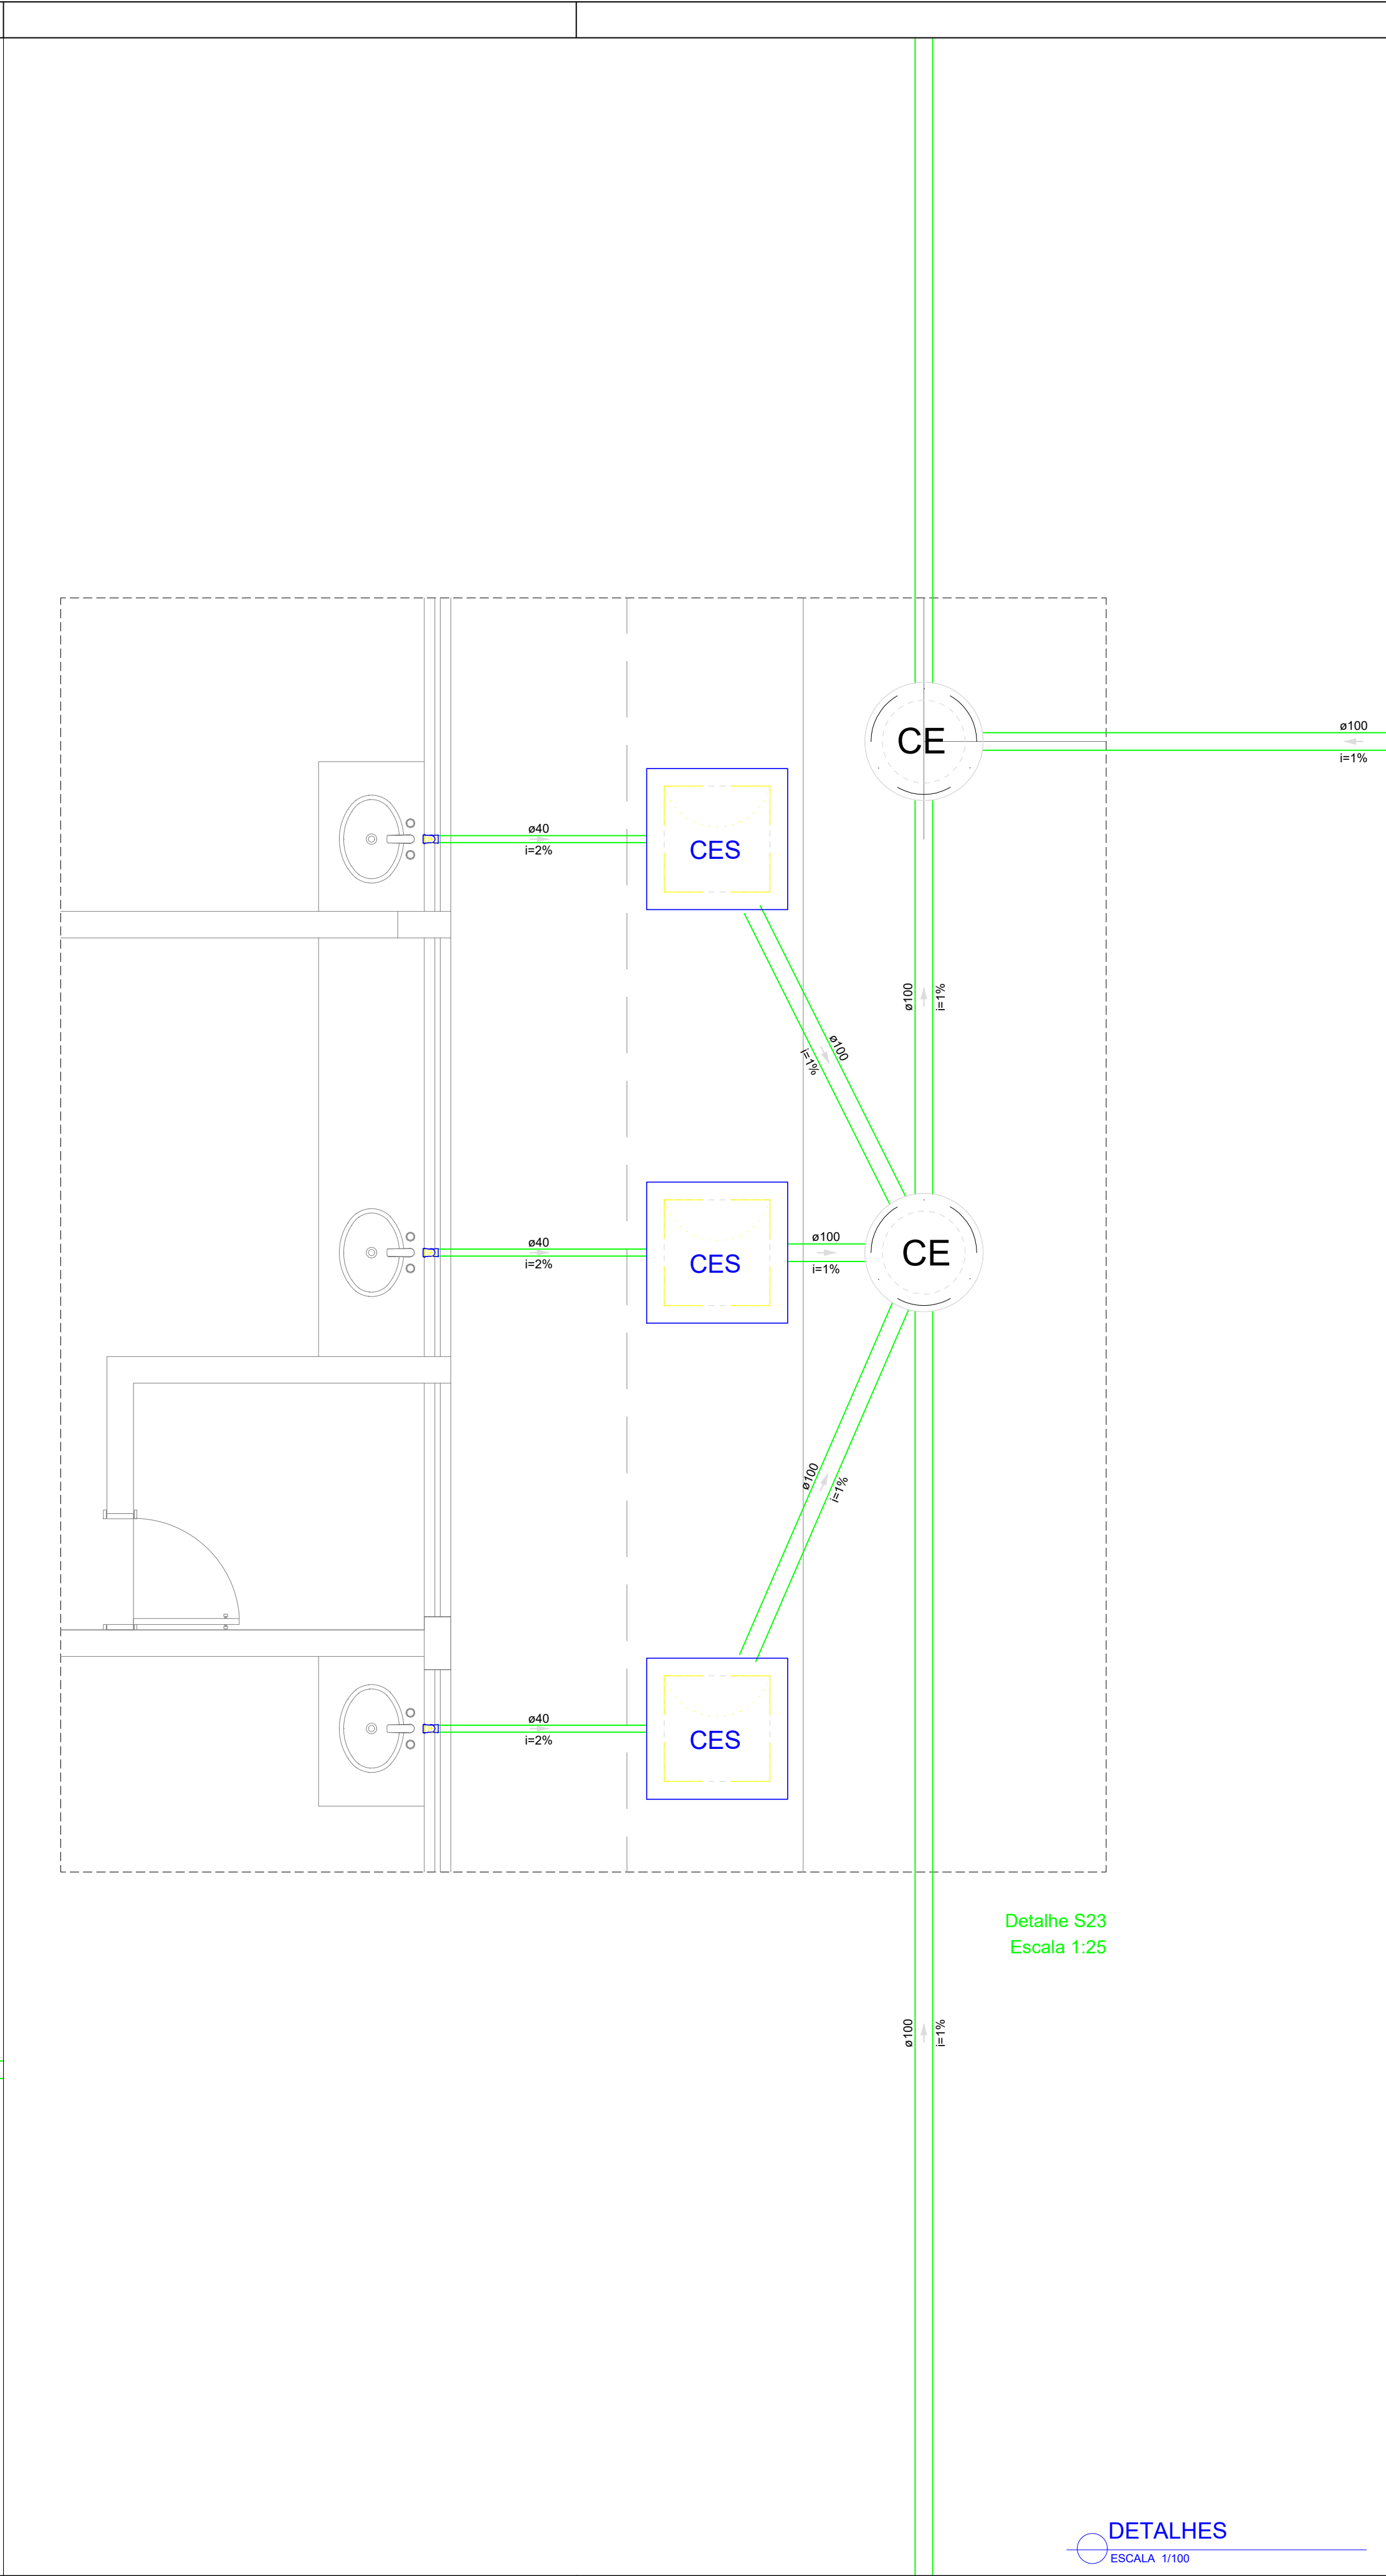 ø100
i=1%
CE
ø40
i=2%
CES
ø100
i=1%
ø100
i=1%
ø40
i=2%
CES
ø100
i=1%
CE
ø100
i=1%
ø40
i=2%
CES
Detalhe S23
Escala 1:25
ø100
i=1%
DETALHES
ESCALA 1/100